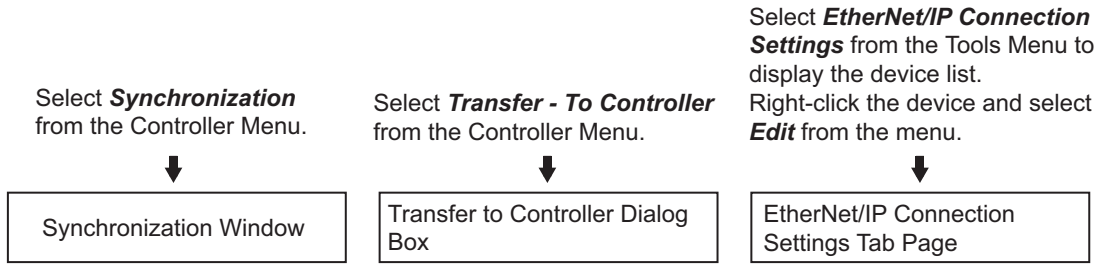 Select Synchronization
from the Controller Menu.
Synchronization Window
Select Transfer - To Controller
from the Controller Menu.
Transfer to Controller Dialog
Box
Select EtherNet/IP Connection
Settings from the Tools Menu to
display the device list.
Right-click the device and select
Edit from the menu.
EtherNet/IP Connection
Settings Tab Page